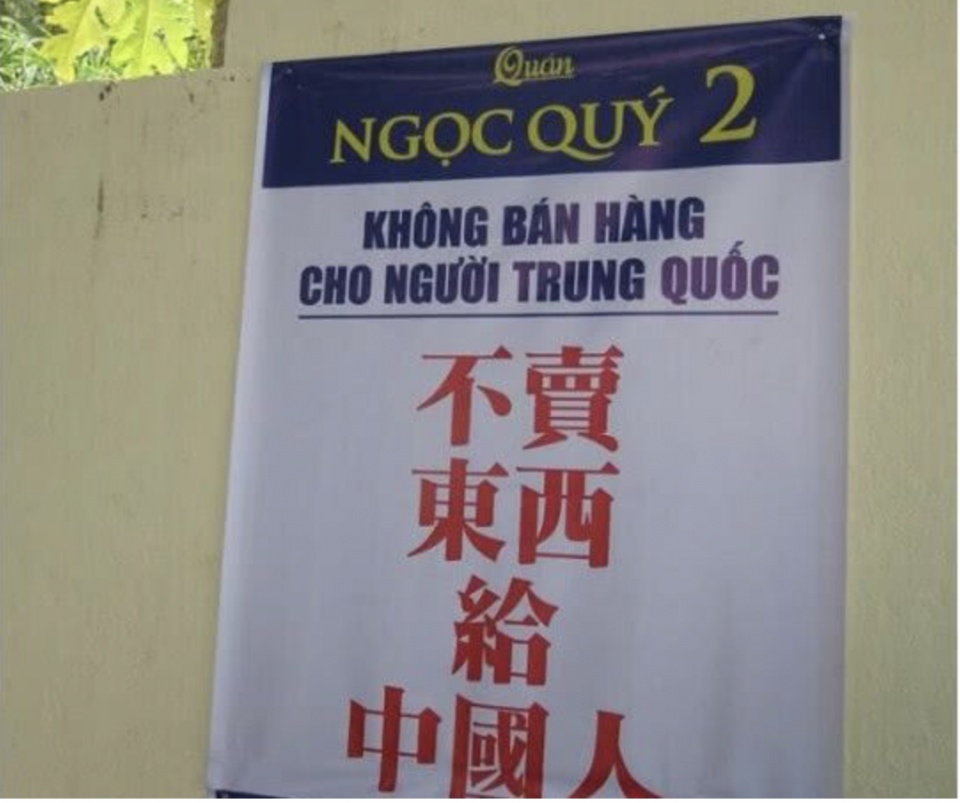 Quán
NGỌC QUÝ 2
KHÔNG BÁN HÀNG
CHO NGƯỜI TRUNG QUỐC
不賣
東西
給
中國人